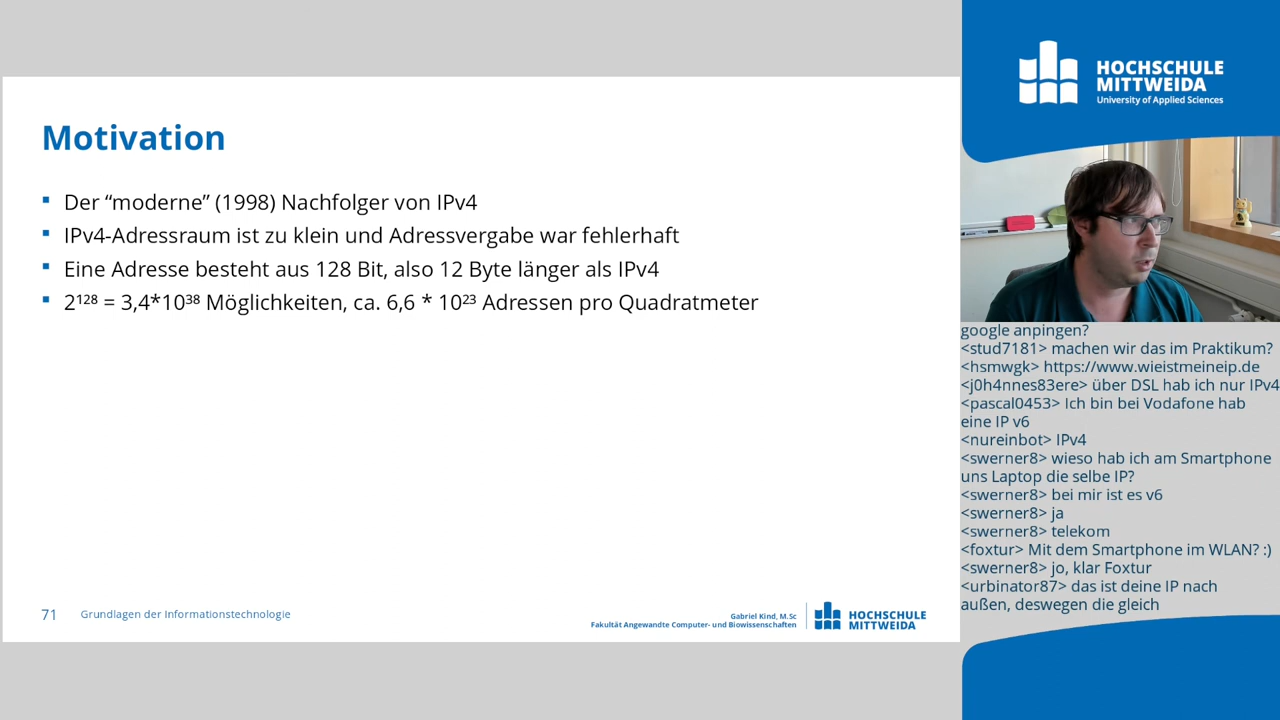 Motivation
Der “moderne” (1998) Nachfolger von IPv4
IPv4-Adressraum ist zu klein und Adressvergabe war fehlerhaft
Eine Adresse besteht aus 128 Bit, also 12 Byte länger als IPv4
2¹²⁸ = 3,4*10³⁸ Möglichkeiten, ca. 6,6 * 10²³ Adressen pro Quadratmeter
71 Grundlagen der Informationstechnologie
Gabriel Kind, M.Sc
Fakultät Angewandte Computer- und Biowissenschaften
HOCHSCHULE
MITTWEIDA
HOCHSCHULE
MITTWEIDA
University of Applied Sciences
google anpingen?
<stud7181> machen wir das im Praktikum?
<hsmwgk> https://www.wieistmeineip.de
<j0h4nnes83ere> über DSL hab ich nur IPv4
<pascal0453> Ich bin bei Vodafone hab
eine IP v6
<nureinbot> IPv4
<swerner8> wieso hab ich am Smartphone
uns Laptop die selbe IP?
<swerner8> bei mir ist es v6
<swerner8> ja
<swerner8> telekom
<foxtur> Mit dem Smartphone im WLAN? :)
<swerner8> jo, klar Foxtur
<urbinator87> das ist deine IP nach
außen, deswegen die gleich